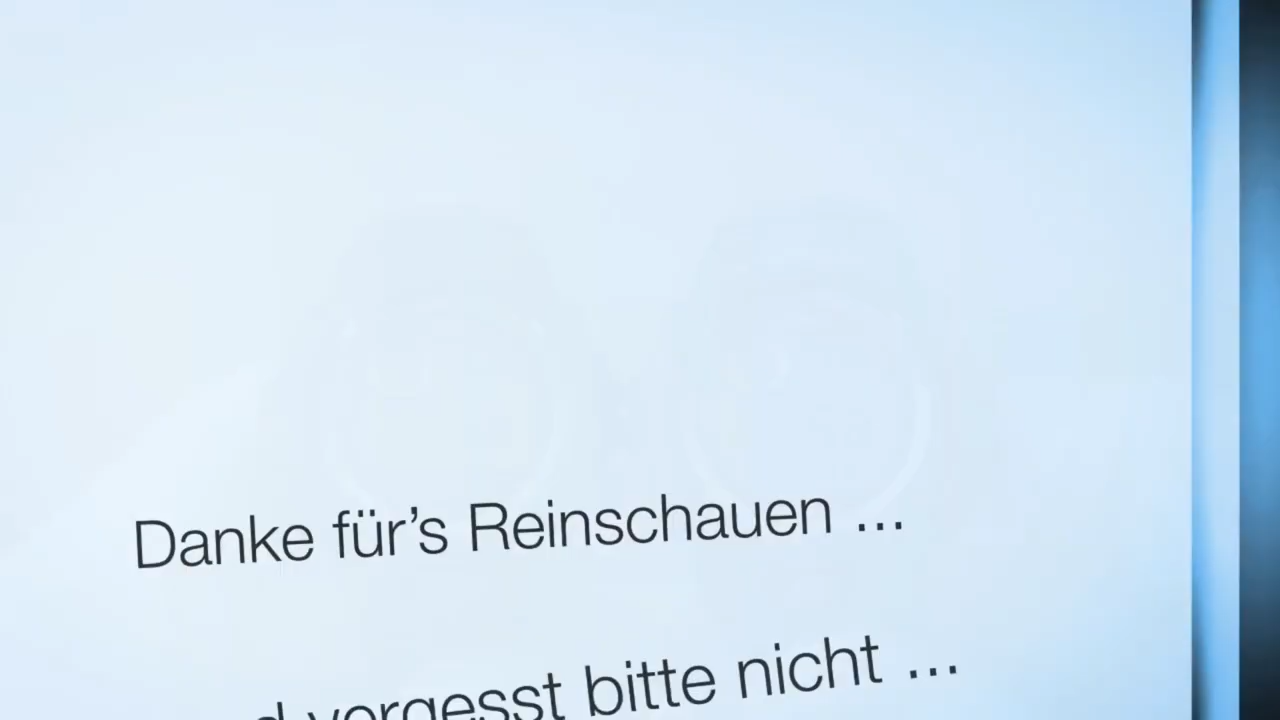 Danke für’s Reinschauen ...
vergesst bitte nicht ...